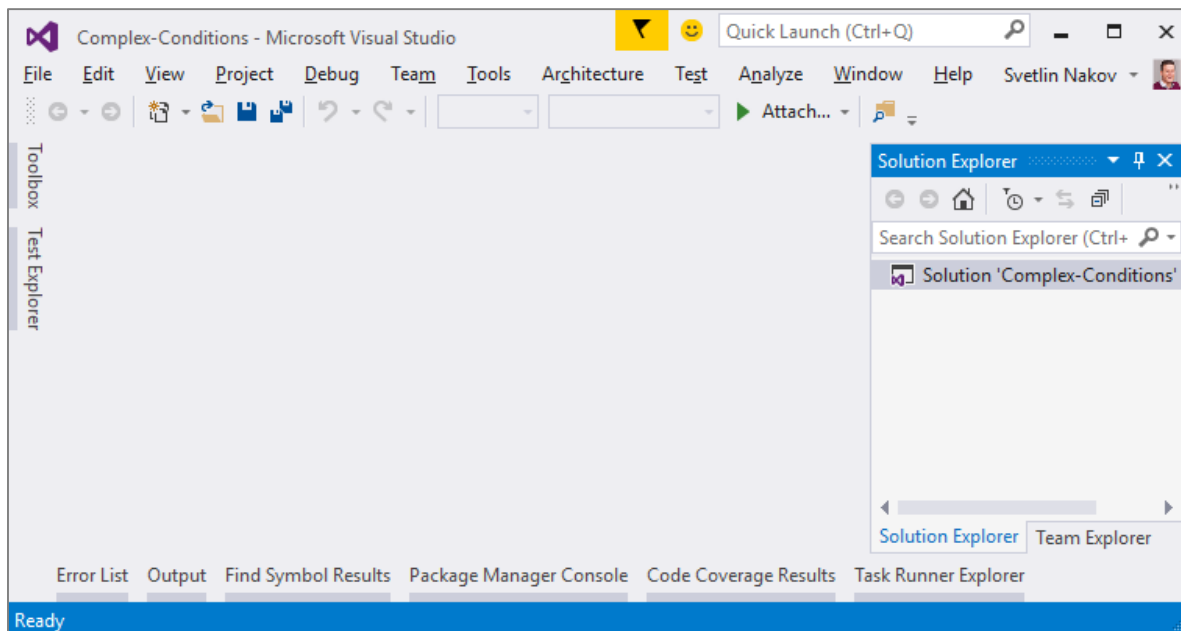 Complex-Conditions - Microsoft Visual Studio Quick Launch (Ctrl+Q)
File Edit View Project Debug Team Tools Architecture Test Analyze Window Help Svetlin Nakov
Attach...
Toolbox
Test Explorer
Solution Explorer
Search Solution Explorer (Ctrl+
Solution 'Complex-Conditions'
Solution Explorer Team Explorer
Error List Output Find Symbol Results Package Manager Console Code Coverage Results Task Runner Explorer
Ready